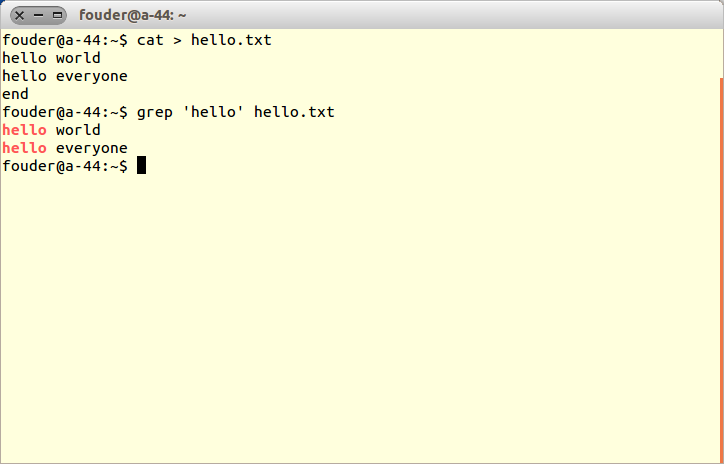 fouder@a-44: ~
fouder@a-44:~$ cat > hello.txt
hello world
hello everyone
end
fouder@a-44:~$ grep 'hello' hello.txt
hello world
hello everyone
fouder@a-44:~$